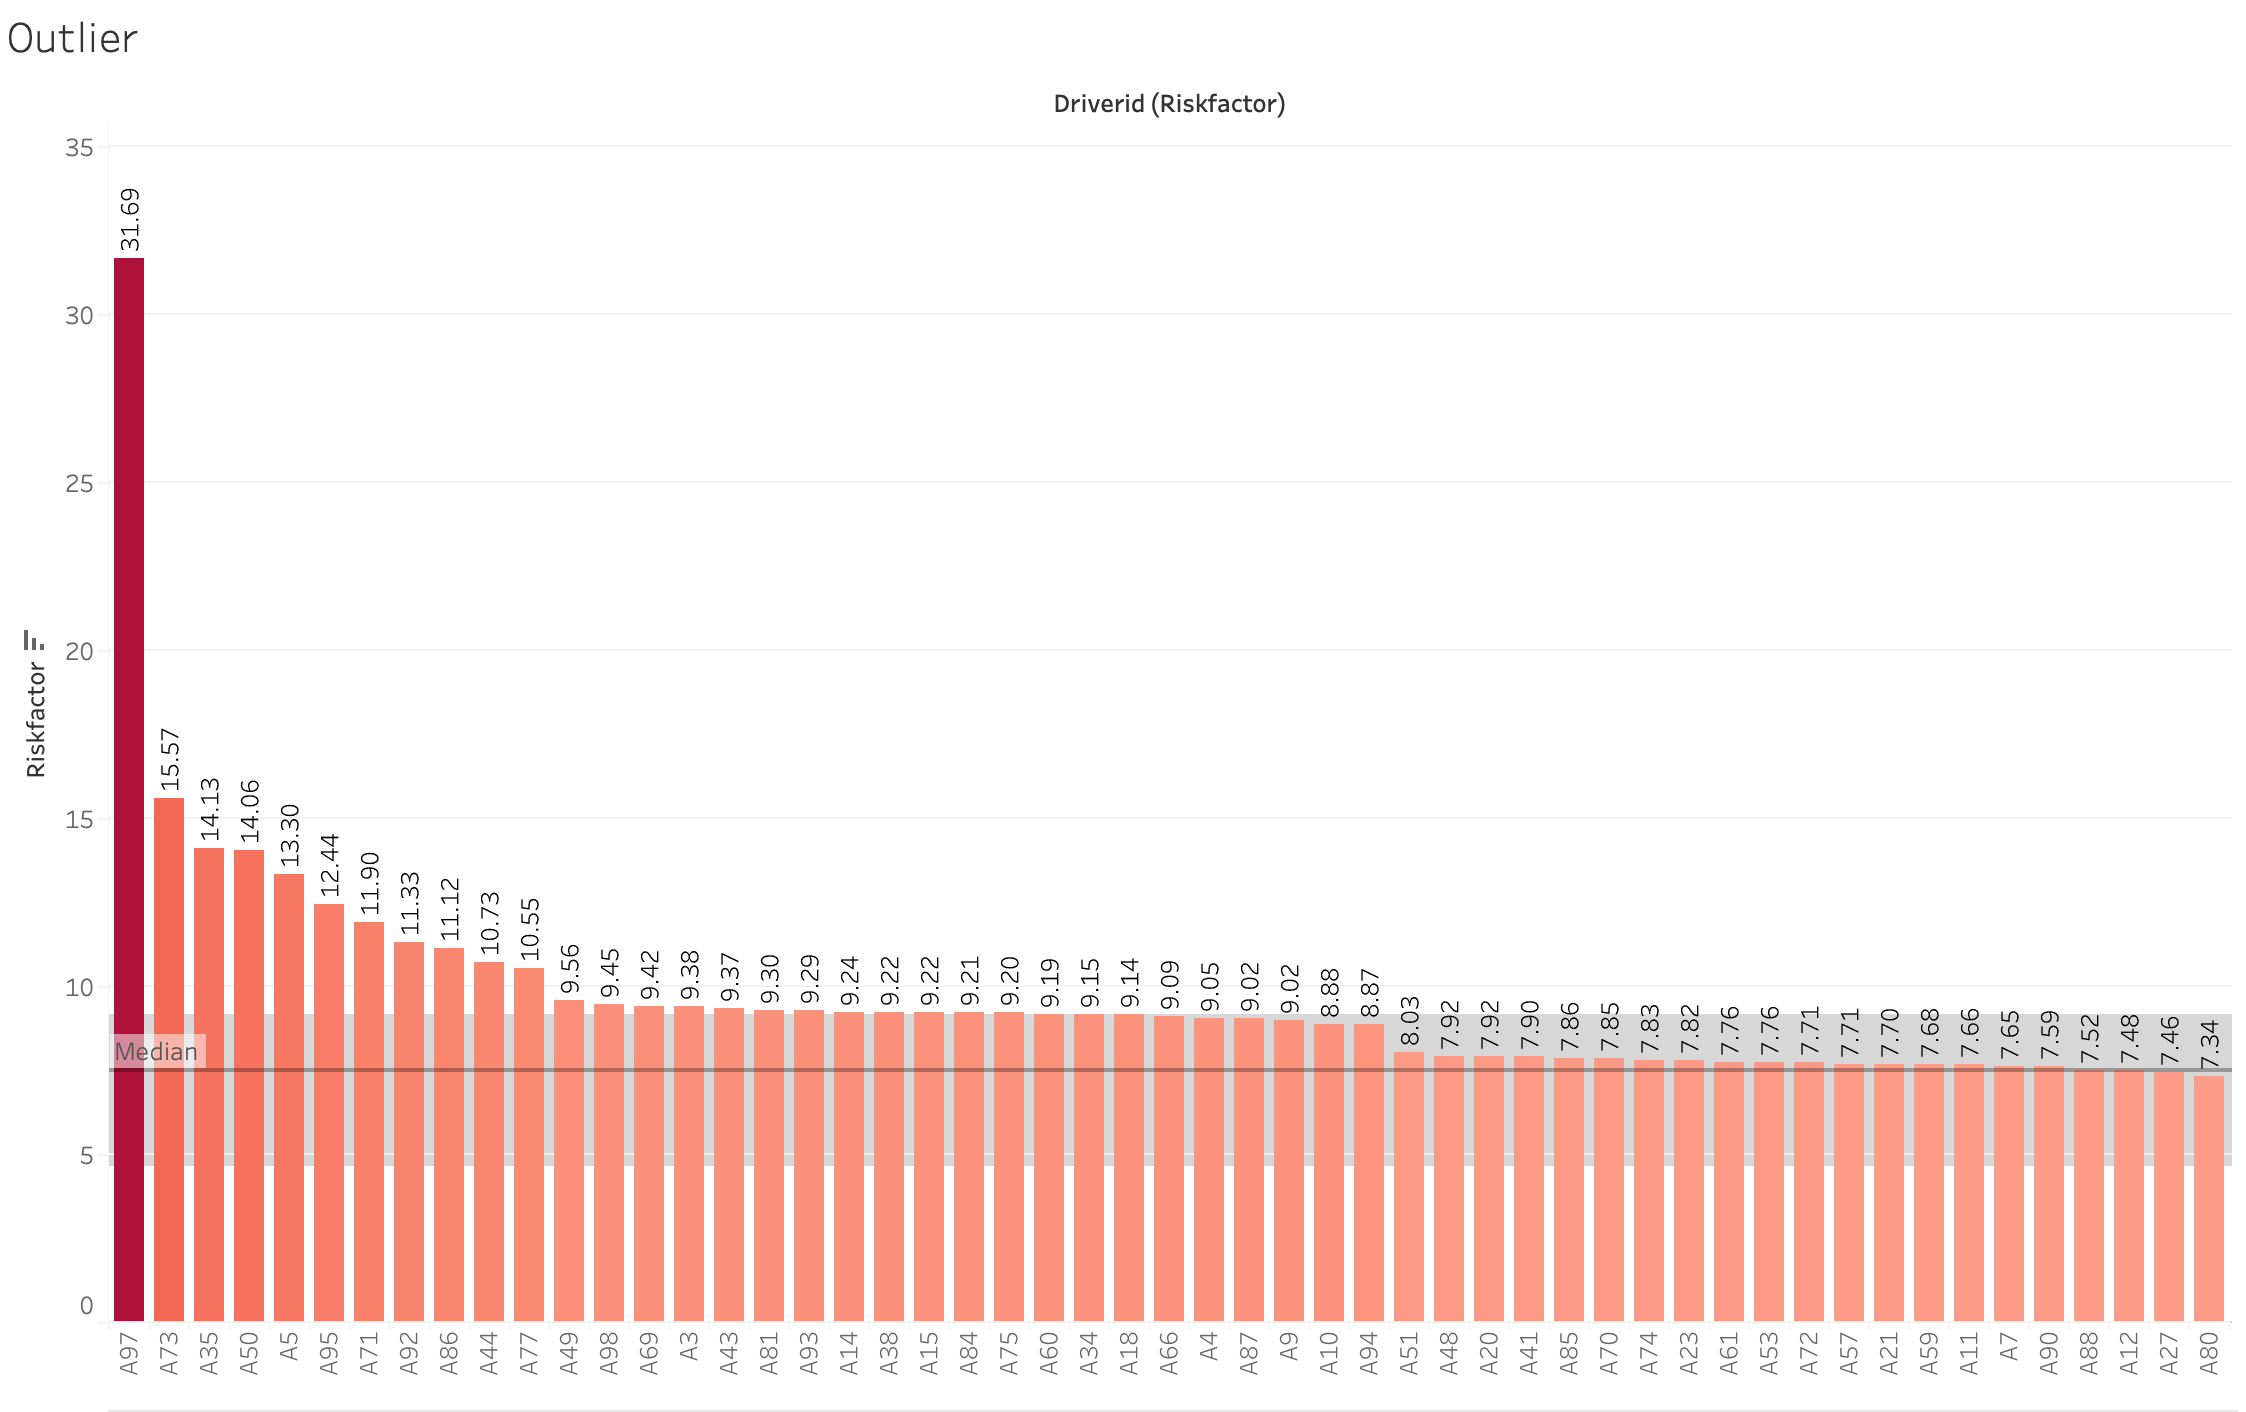 Outlier
Driverid (Riskfactor)
Riskfactor
35
30
25
20
15
10
5
0
31.69
15.57
14.13
14.06
13.30
12.44
11.90
11.33
11.12
10.73
10.55
9.56
9.45
9.42
9.38
9.37
9.30
9.29
9.24
9.22
9.22
9.21
9.20
9.19
9.15
9.14
9.09
9.05
9.02
9.02
8.88
8.87
8.03
7.92
7.92
7.90
7.86
7.85
7.83
7.82
7.76
7.76
7.71
7.71
7.70
7.68
7.66
7.65
7.59
7.52
7.48
7.46
7.34
Median
A97
A73
A35
A50
A5
A95
A71
A92
A86
A44
A77
A49
A98
A69
A3
A43
A81
A93
A14
A38
A15
A84
A75
A60
A34
A18
A66
A4
A87
A9
A10
A94
A51
A48
A20
A41
A85
A70
A74
A23
A61
A53
A72
A57
A21
A59
A11
A7
A90
A88
A12
A27
A80